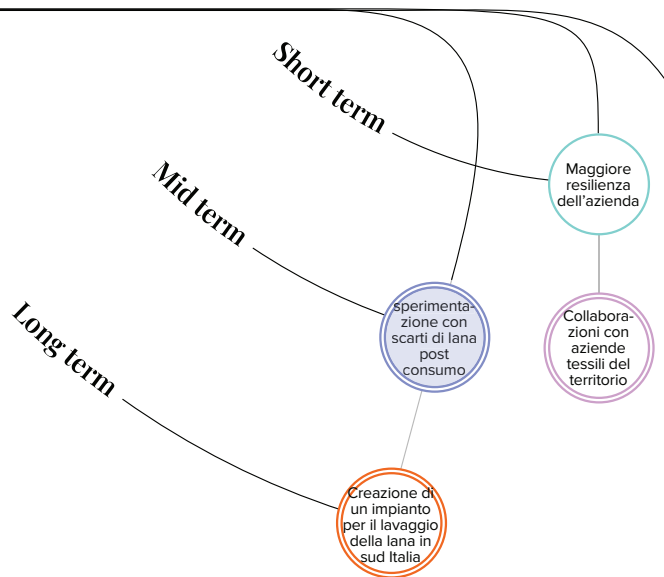 Short term
Maggiore
resilienza
dell'azienda
Mid term
sperimenta-
zione con
scarti di lana
post
consumo
Collabora-
zioni con
aziende
tessili del
territorio
Long term
Creazione di
un impianto
per il lavaggio
della lana in
sud Italia